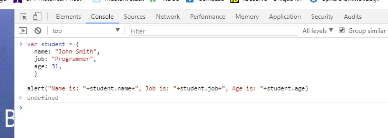 Elements
Console
Sources
Network
Performance
Memory
Application
Security
Audits
top
Filter
All levels
Group similar
var student = {
name: "John Smith",
job: "Programmer",
age: 31,
}
alert("Name is: "+student.name+", Job is: "+student.job+", Age is: "+student.age)
undefined